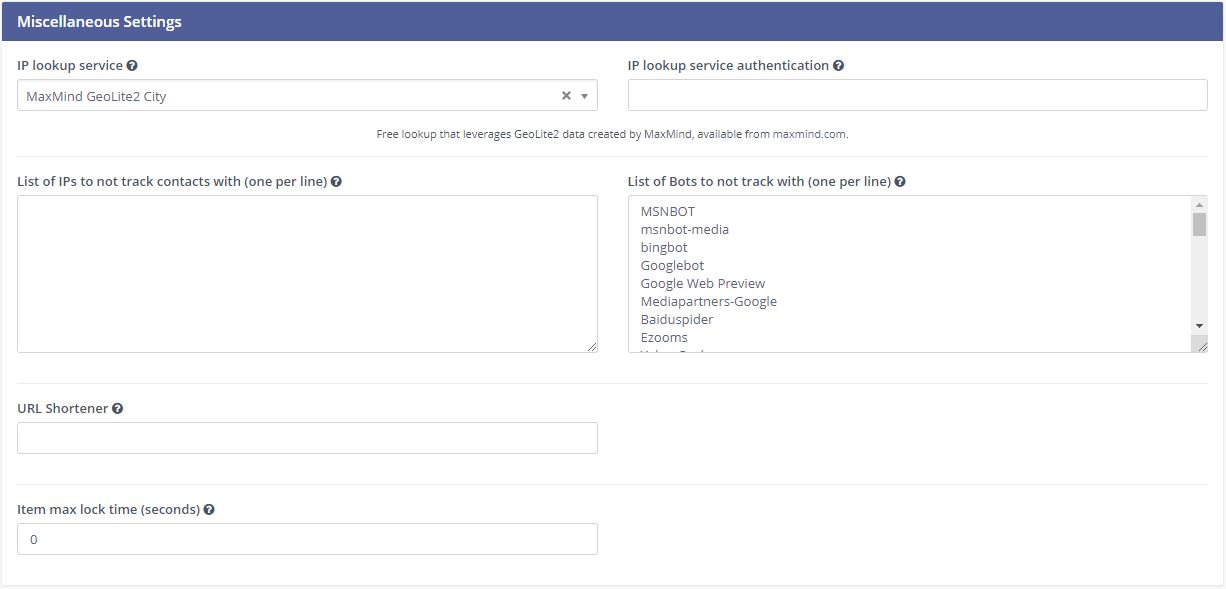 Miscellaneous Settings
IP lookup service
IP lookup service authentication
MaxMind GeoLite2 City
Free lookup that leverages GeoLite2 data created by MaxMind, available from maxmind.com.
List of IPs to not track contacts with (one per line)
List of Bots to not track with (one per line)
MSNBOT
msnbot-media
bingbot
Googlebot
Google Web Preview
Mediapartners-Google
Baiduspider
Ezooms
URL Shortener
Item max lock time (seconds)
0